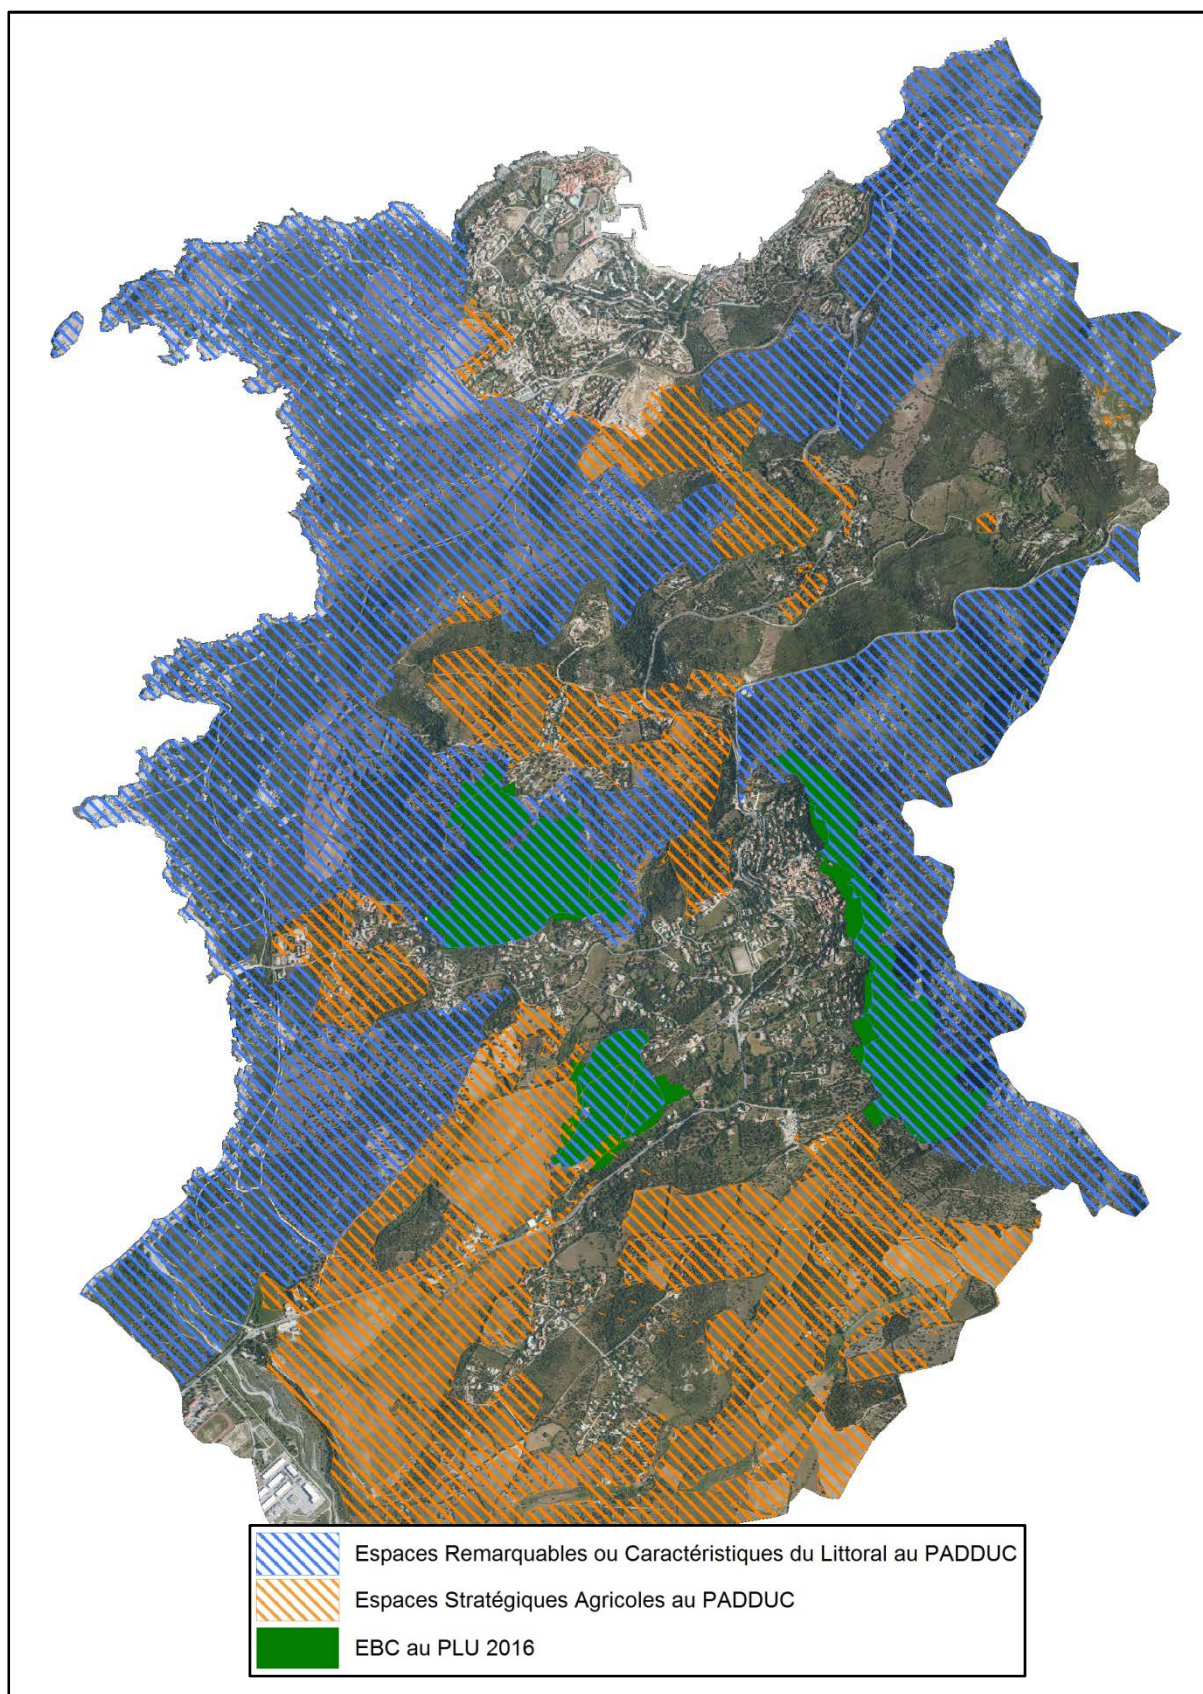 Espaces Remarquables ou Caractéristiques du Littoral au PADDUC
Espaces Stratégiques Agricoles au PADDUC
EBC au PLU 2016